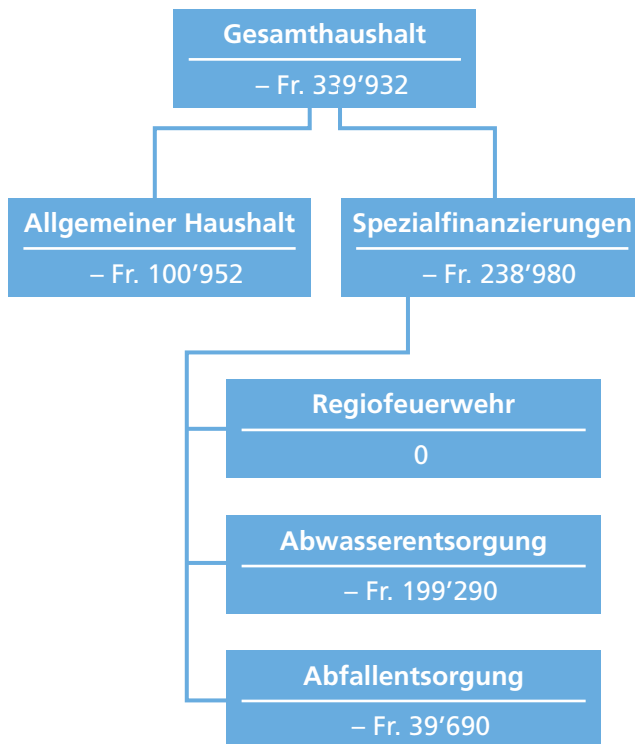 Gesamthaushalt
– Fr. 339’932
Allgemeiner Haushalt
– Fr. 100’952
Spezialfinanzierungen
– Fr. 238’980
Regiofeuerwehr
0
Abwasserentsorgung
– Fr. 199’290
Abfallentsorgung
– Fr. 39’690